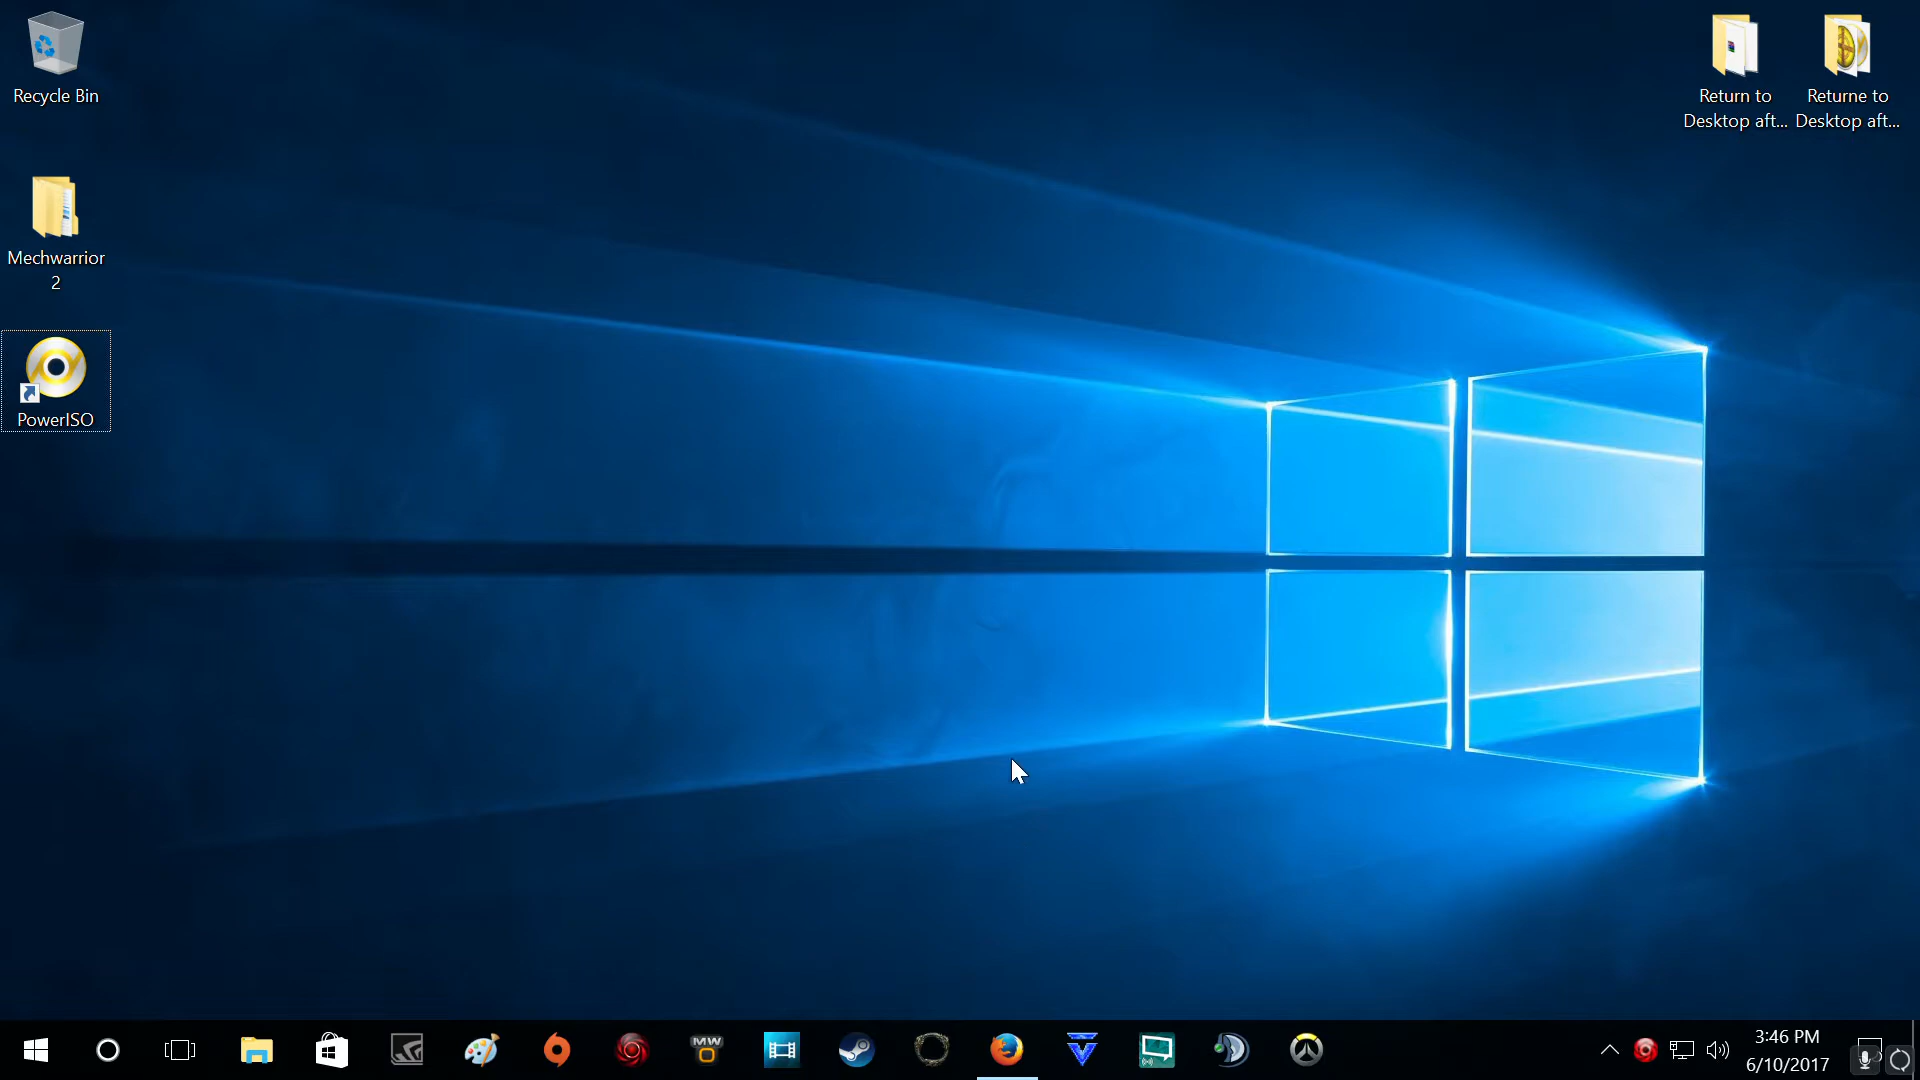 Recycle Bin
Return to
Desktop aft...
Returne to
Desktop aft...
Mechwarrior
2
PowerISO
MW
O
3:46 PM
6/10/2017